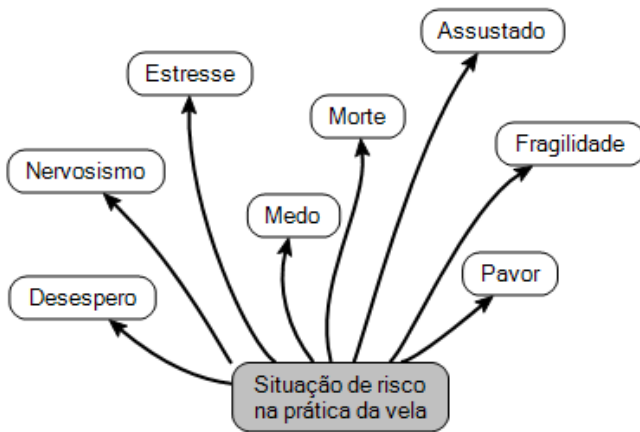 Assustado
Estresse
Morte
Fragilidade
Nervosismo
Medo
Pavor
Desespero
Situação de risco
na prática da vela